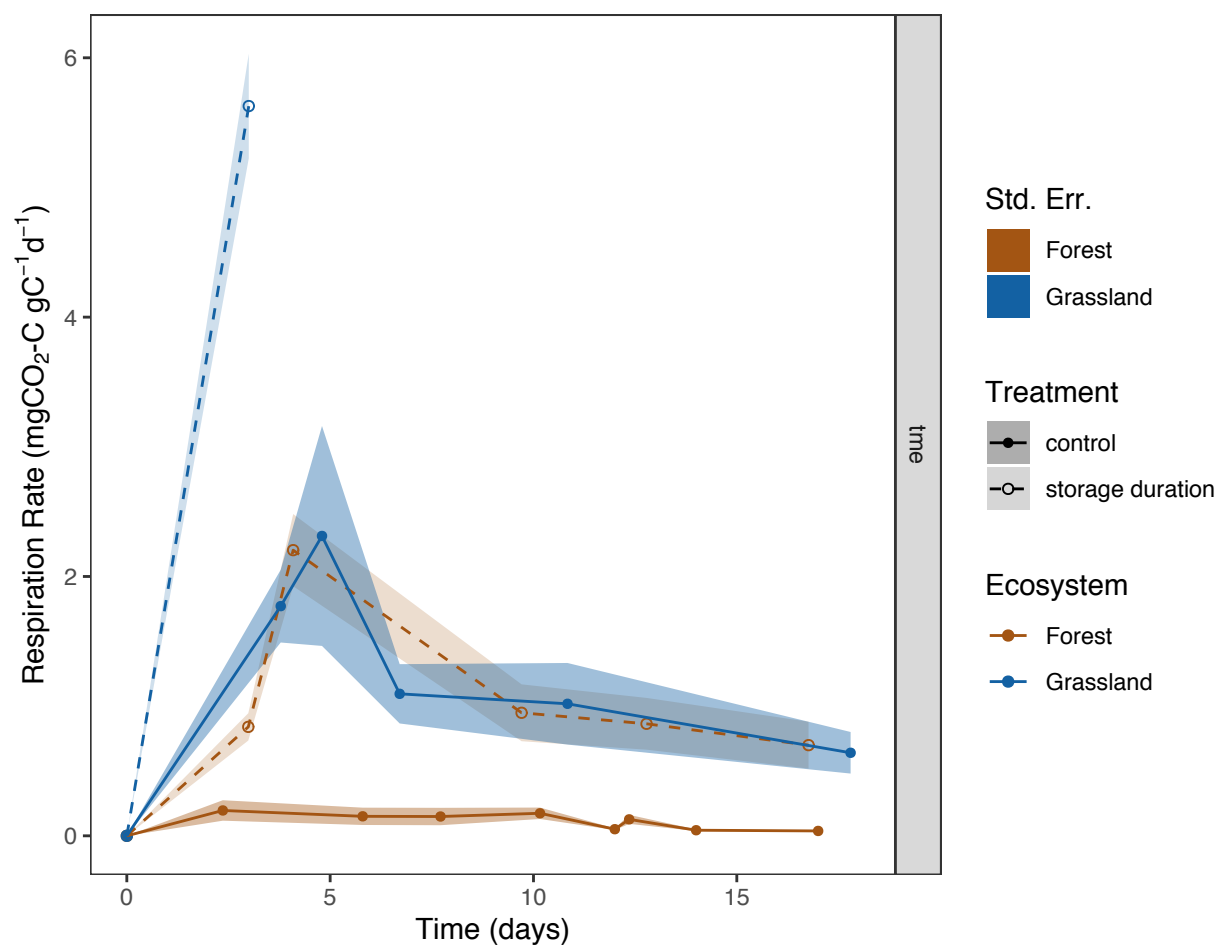 6
4
2
0
0
5
10
15
Respiration Rate (mgCO₂-C gC⁻¹d⁻¹)
Time (days)
tme
Std. Err.
Forest
Grassland
Treatment
control
storage duration
Ecosystem
Forest
Grassland